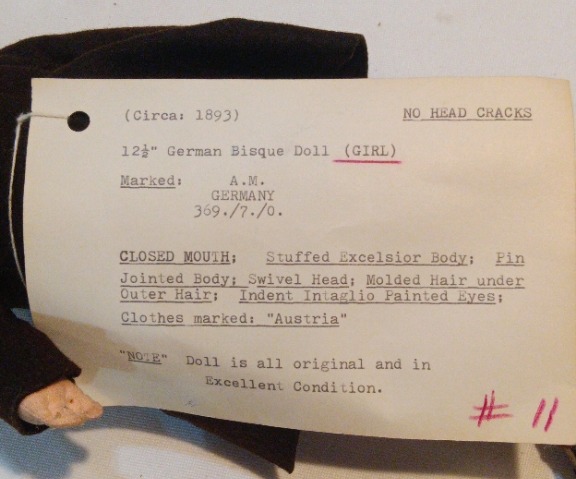 (Circa: 1893) NO HEAD CRACKS
12½" German Bisque Doll (GIRL)
Marked: A.M.
GERMANY
369./7./0.
CLOSED MOUTH; Stuffed Excelsior Body; Pin
Jointed Body; Swivel Head; Molded Hair under
Outer Hair; Indent Intaglio Painted Eyes;
Clothes marked: "Austria"
"NOTE" Doll is all original and in
Excellent Condition.
# 11